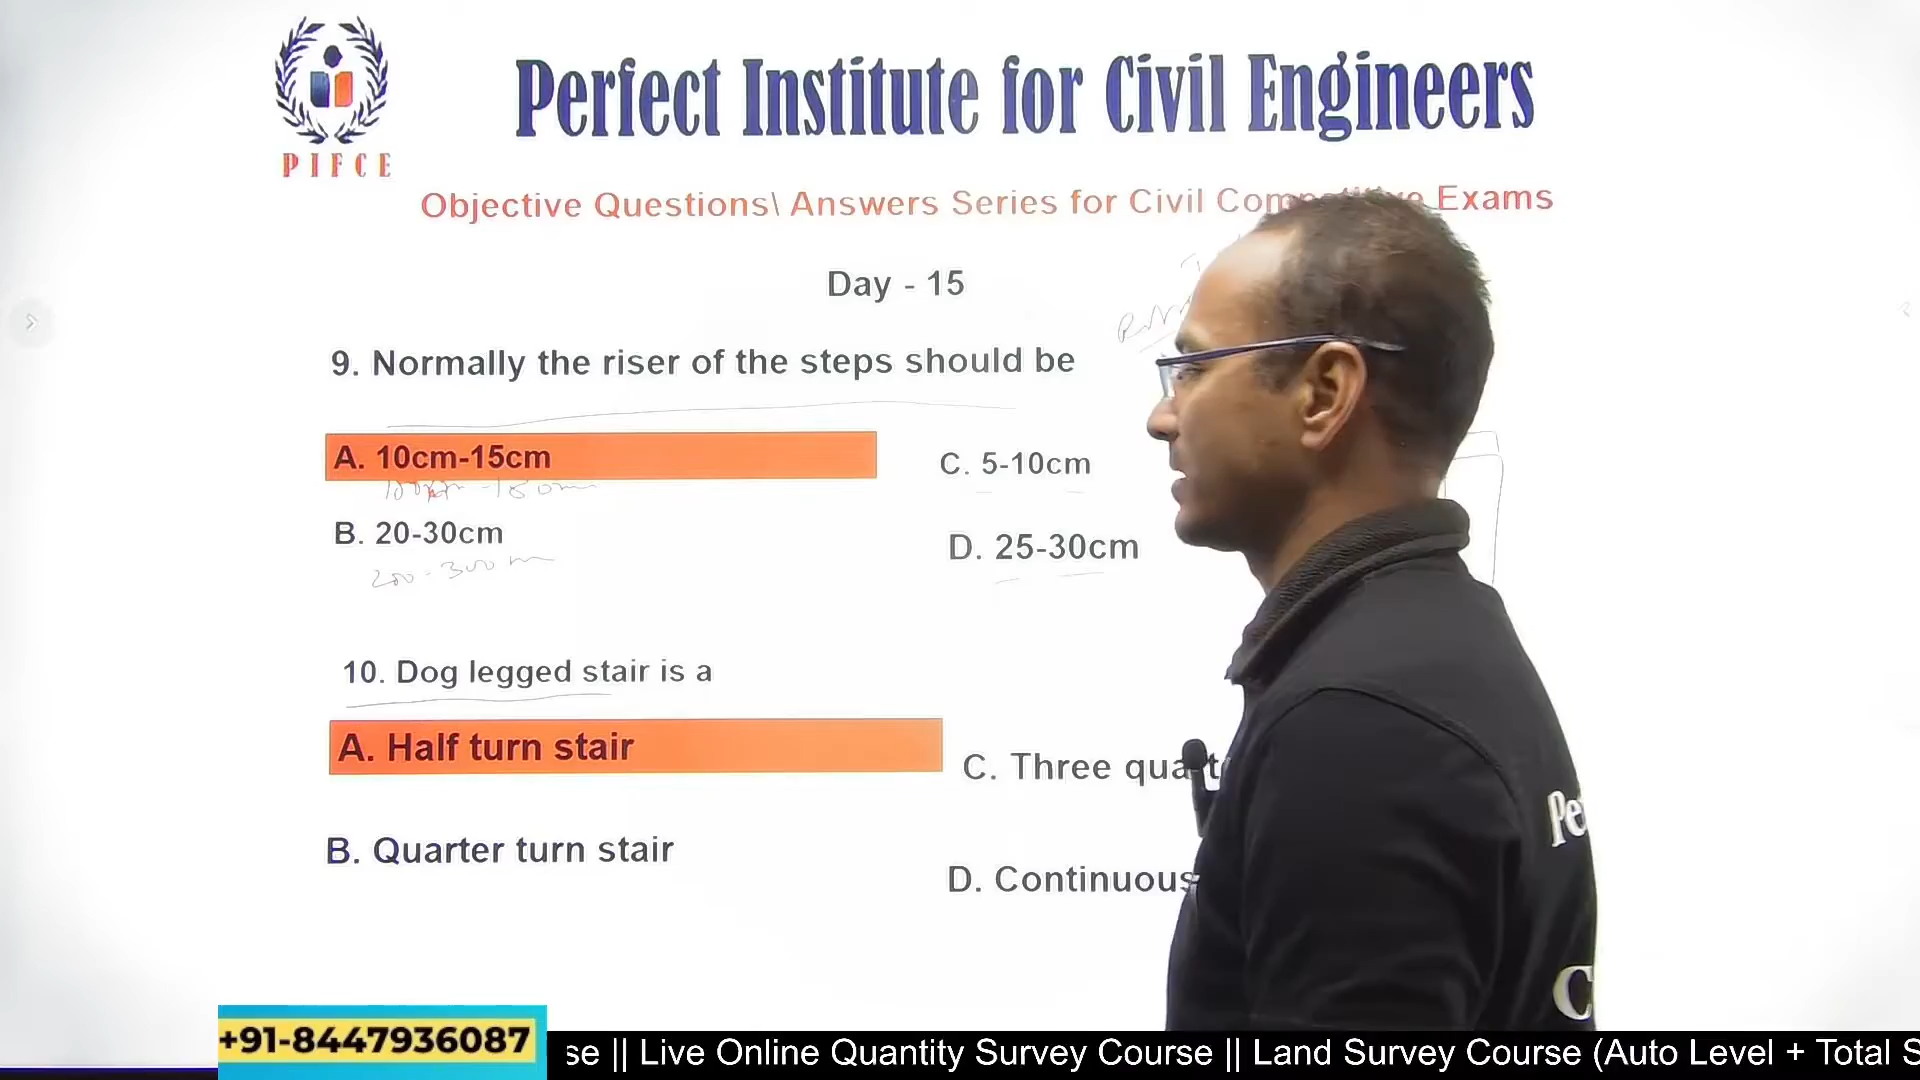 Perfect Institute for Civil Engineers
PIFCE
Objective Questions\ Answers Series for Civil Exams
Day - 15
9. Normally the riser of the steps should be
A. 10cm-15cm
C. 5-10cm
B. 20-30cm
D. 25-30cm
200-300
10. Dog legged stair is a
A. Half turn stair
C. Three
B. Quarter turn stair
D. Continuous
+91-8447936087
se || Live Online Quantity Survey Course || Land Survey Course (Auto Level + Total S